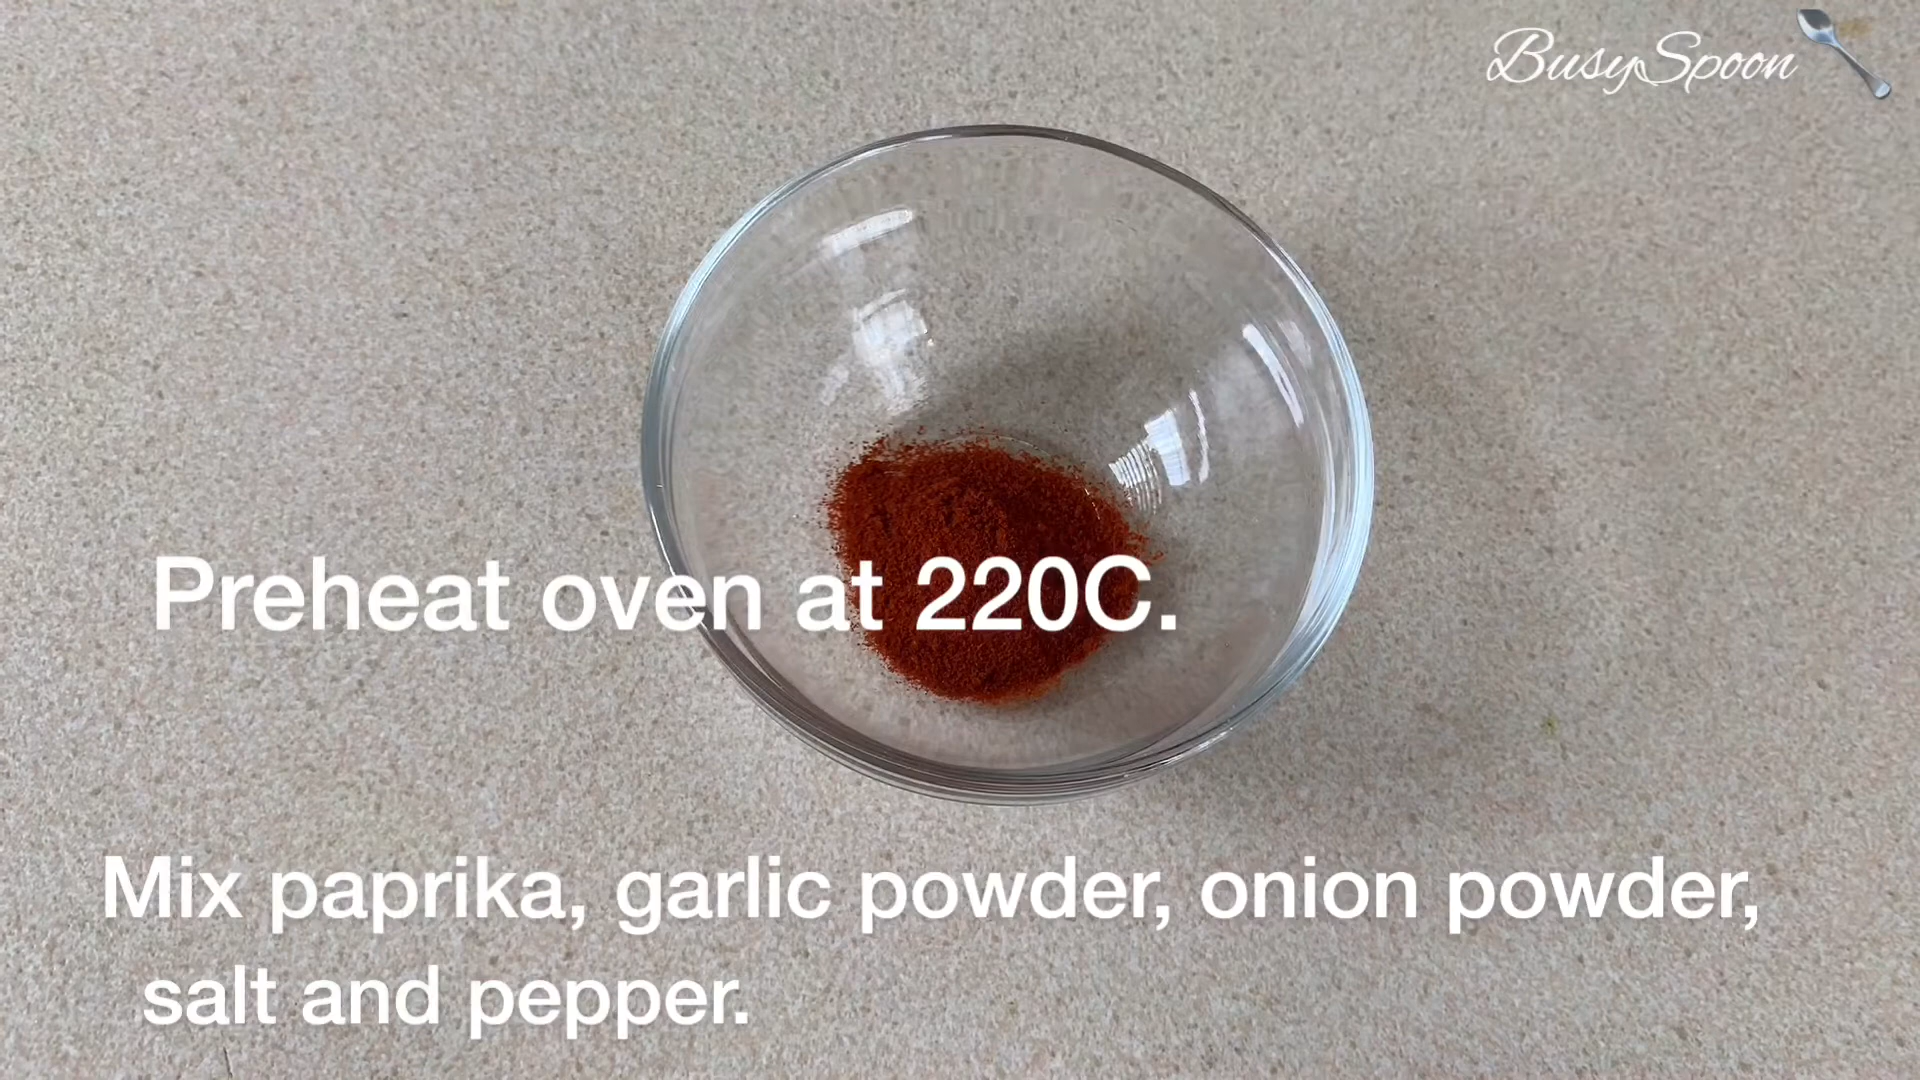 BusySpoon
Preheat oven at 220C.
Mix paprika, garlic powder, onion powder,
salt and pepper.